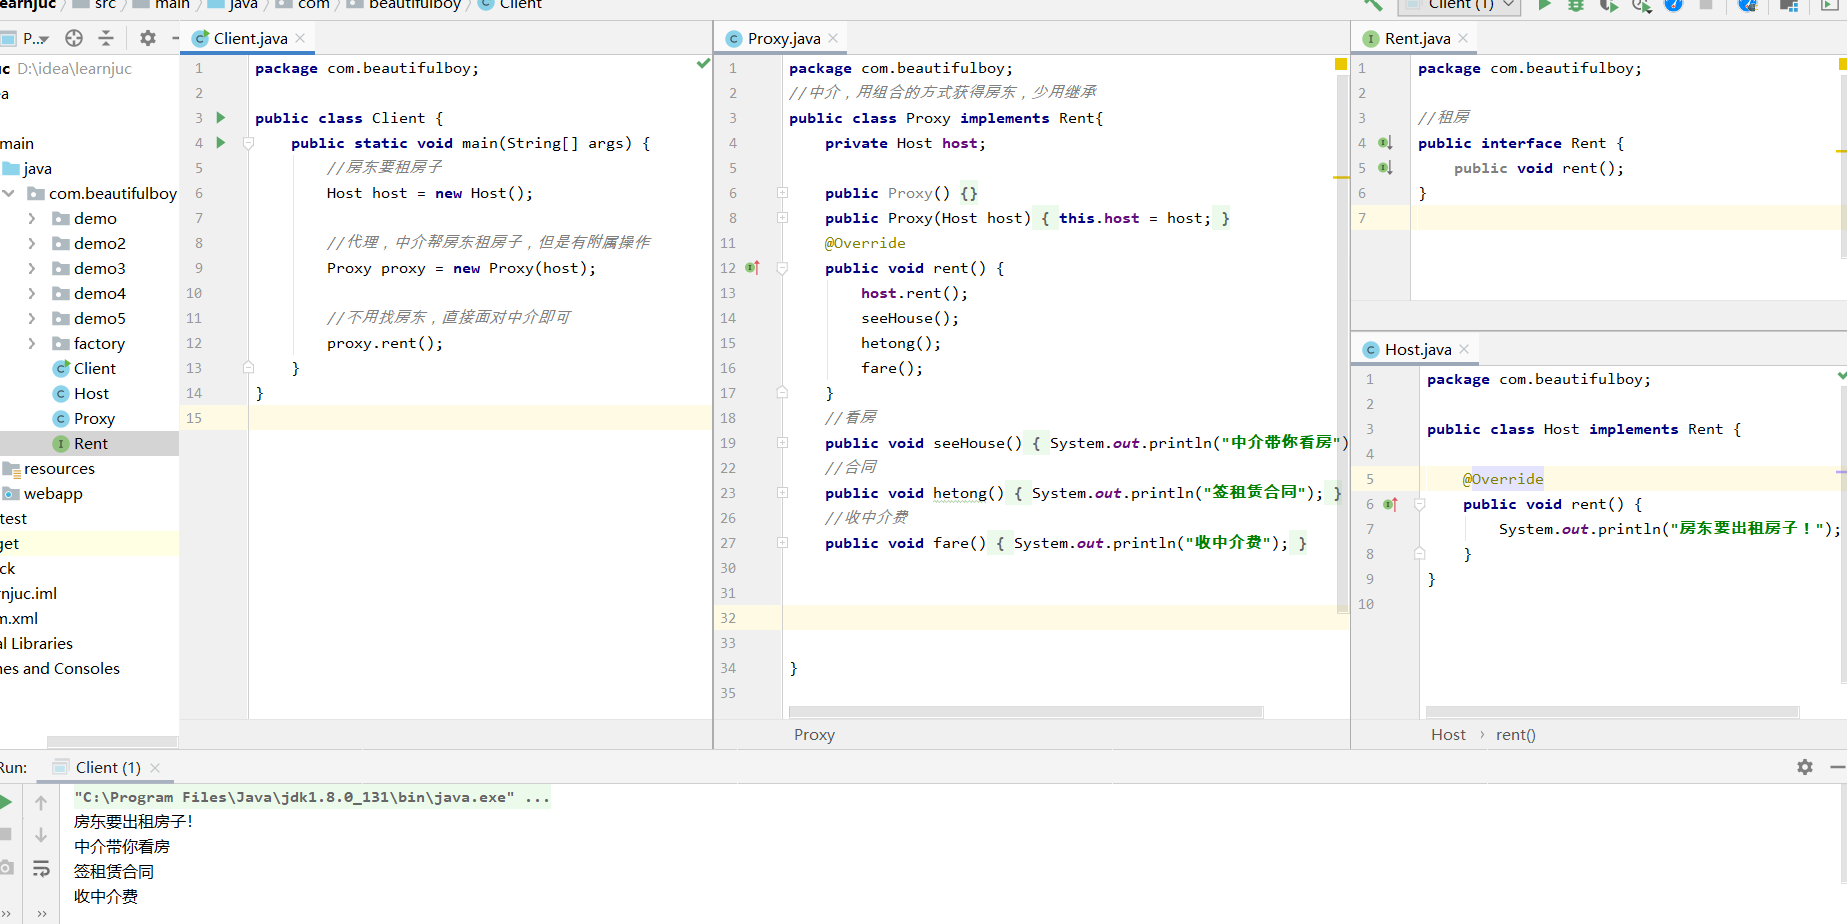 learnjuc src main java com beautifulboy Client
Client (1)
P...
Client.java
Proxy.java
Rent.java
D:\idea\learnjuc
main
java
com.beautifulboy
demo
demo2
demo3
demo4
demo5
factory
Client
Host
Proxy
Rent
resources
webapp
test
1 package com.beautifulboy;
2
3 public class Client {
4 public static void main(String[] args) {
5 //房东要租房子
6 Host host = new Host();
7
8 //代理，中介帮房东租房子，但是有附属操作
9 Proxy proxy = new Proxy(host);
10
11 //不用找房东，直接面对中介即可
12 proxy.rent();
13 }
14 }
15
1 package com.beautifulboy;
2 //中介，用组合的方式获得房东，少用继承
3 public class Proxy implements Rent{
4 private Host host;
5
6 public Proxy() {}
8 public Proxy(Host host) { this.host = host; }
11 @Override
12 public void rent() {
13 host.rent();
14 seeHouse();
15 hetong();
16 fare();
17 }
18 //看房
19 public void seeHouse() { System.out.println("中介带你看房")
22 //合同
23 public void hetong() { System.out.println("签租赁合同"); }
26 //收中介费
27 public void fare() { System.out.println("收中介费"); }
30
31
32
33
34 }
35
Proxy
1 package com.beautifulboy;
2
3 //租房
4 public interface Rent {
5 public void rent();
6 }
7
Host.java
1 package com.beautifulboy;
2
3 public class Host implements Rent {
4
5 @Override
6 public void rent() {
7 System.out.println("房东要出租房子！");
8 }
9 }
10
Host › rent()
Run: Client (1)
"C:\Program Files\Java\jdk1.8.0_131\bin\java.exe" ...
房东要出租房子！
中介带你看房
签租赁合同
收中介费